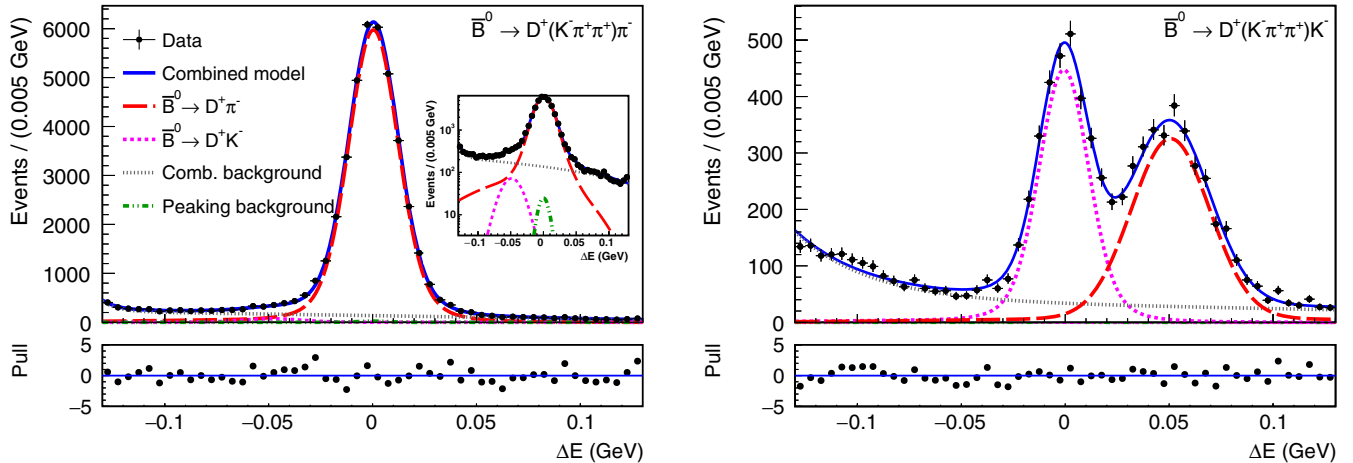 B̅⁰ → D⁺(K⁻π⁺π⁺)π⁻
Data
Combined model
B̅⁰ → D⁺π⁻
B̅⁰ → D⁺K⁻
Comb. background
Peaking background
Events / (0.005 GeV)
6000
5000
4000
3000
2000
1000
0
Events / (0.005 GeV)
10³
10²
10
−0.1 −0.05 0 0.05 0.1
ΔE (GeV)
Pull
5
0
−5
−0.1 −0.05 0 0.05 0.1
ΔE (GeV)
B̅⁰ → D⁺(K⁻π⁺π⁺)K⁻
Events / (0.005 GeV)
500
400
300
200
100
0
Pull
5
0
−5
−0.1 −0.05 0 0.05 0.1
ΔE (GeV)